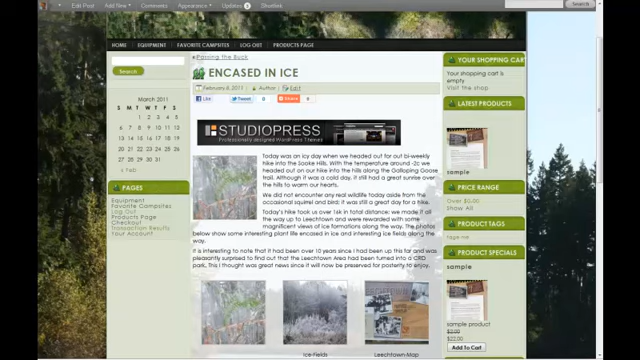 Edit Post Add New Comments Appearance Updates Search
HOME EQUIPMENT FAVORITE CAMPSITES LOG OUT PRODUCTS PAGE
« Passing the Buck
Search
March 2011
S M T W T F S
1 2 3 4 5
6 7 8 9 10 11 12
13 14 15 16 17 18 19
20 21 22 23 24 25 26
27 28 29 30 31
« Feb
PAGES
Equipment
Favorite Campsites
Log Out
Products Page
Checkout
Transaction Results
Your Account
ENCASED IN ICE
February 8, 2011 Author Edit
Like Tweet 0 Share
STUDIOPRESS
Professionally designed WordPress Themes
Today was an icy day when we headed out for out bi-weekly
hike into the Sooke Hills. With the temperature around -2c we
headed out on our hike into the hills along the Galloping Goose
trail. Although it was a cold day, it still had a great sunrise over
the hills to warm our hearts.
We did not encounter any real wildlife today aside from the
occasional squirrel and bird; it was still a great day for a hike.
Today's hike took us over 16k in total distance; we made it all
the way up to Leechtown and were rewarded with some
magnificent views of ice formations along the way. The photos
below show some interesting plant life encased in ice and interesting ice fields along the
way.
It is interesting to note that it had been over 10 years since I had been up this far and was
pleasantly surprised to find out that the Leechtown Area had been turned into a CRD
park. This I thought was great news since it will now be preserved for posterity to enjoy.
Ice-Fields
Leechtown-Map
YOUR SHOPPING CART
Your shopping cart is
empty
Visit the shop
LATEST PRODUCTS
sample
PRICE RANGE
Over $0.00
Show All
PRODUCT TAGS
PRODUCT SPECIALS
sample
sample product
Add To Cart